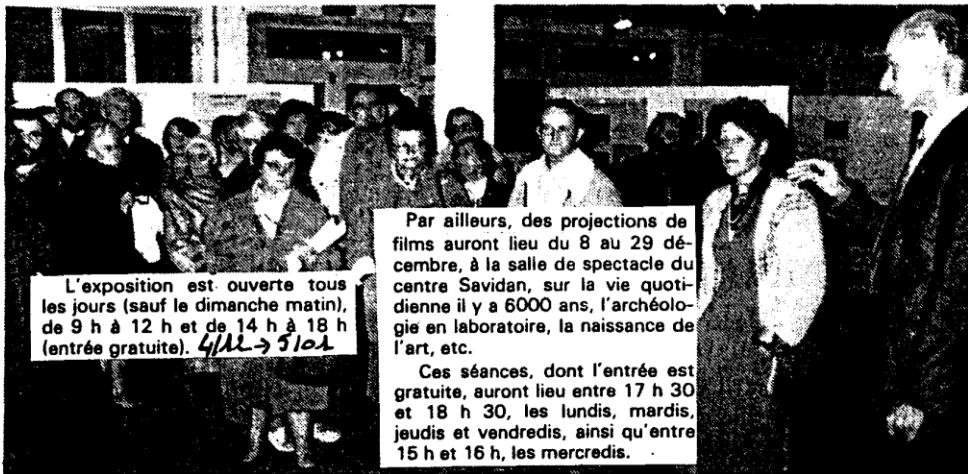 L'exposition est ouverte tous
les jours (sauf le dimanche matin),
de 9 h à 12 h et de 14 h à 18 h
(entrée gratuite). 4/12 → 5/01
Par ailleurs, des projections de
films auront lieu du 8 au 29 dé-
cembre, à la salle de spectacle du
centre Savidan, sur la vie quoti-
dienne il y a 6000 ans, l'archéolo-
gie en laboratoire, la naissance de
l'art, etc.
Ces séances, dont l'entrée est
gratuite, auront lieu entre 17 h 30
et 18 h 30, les lundis, mardis,
jeudis et vendredis, ainsi qu'entre
15 h et 16 h, les mercredis.